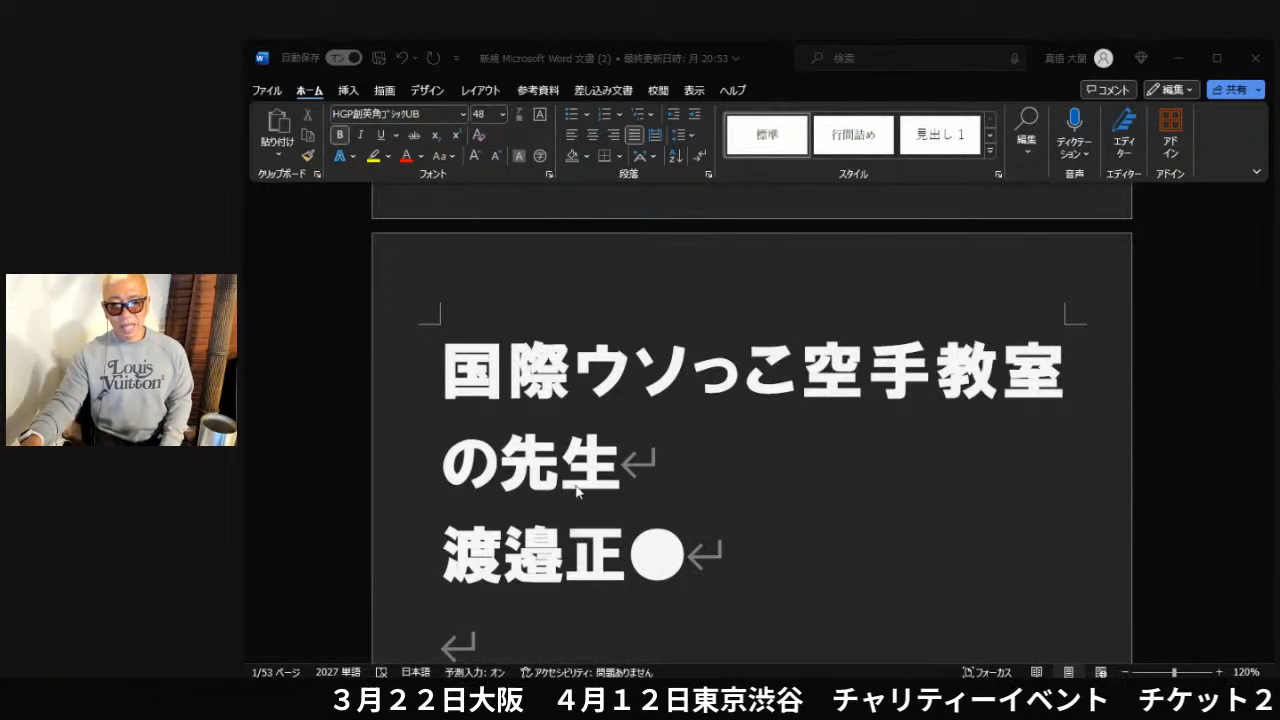 自動保存
新規 Microsoft Word 文書 (2) • 最終更新日時: 月 20:53
検索
ファイル ホーム 挿入 描画 デザイン レイアウト 参考資料 差し込み文書 校閲 表示 ヘルプ
コメント 編集 共有
HGP創英角ゴシックUB 48
貼り付け
標準 行間詰め 見出し 1
編集
ディクテーション
エディター
アドイン
クリップボード フォント 段落 スタイル 音声 エディター アドイン
Louis
Vuitton
国際ウソっこ空手教室
の先生
渡邉正●
1/53 ページ 2027 単語 日本語 予測入力: オン アクセシビリティ: 問題ありません フォーカス 120%
３月２２日大阪　４月１２日東京渋谷　チャリティーイベント　チケット２